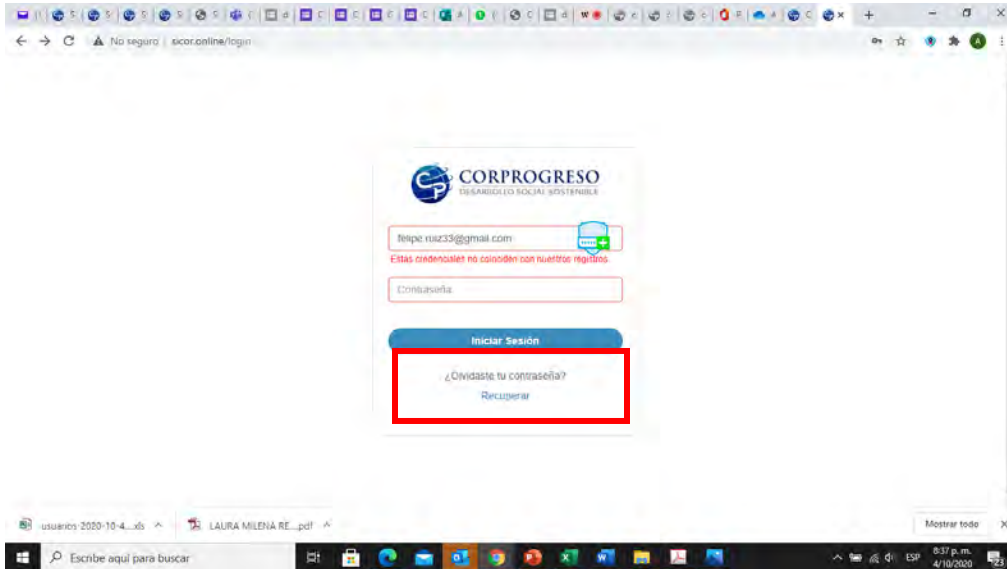 No seguro | sicor.online/login
CORPROGRESO
DESARROLLO SOCIAL SOSTENIBLE
felipe.ruiz33@gmail.com
Estas credenciales no coinciden con nuestros registros.
Contraseña
Iniciar Sesión
¿Olvidaste tu contraseña?
Recuperar
usuarios-2020-10-4....xls
LAURA MILENA RE....pdf
Mostrar todo
Escribe aquí para buscar
ESP
8:37 p. m.
4/10/2020